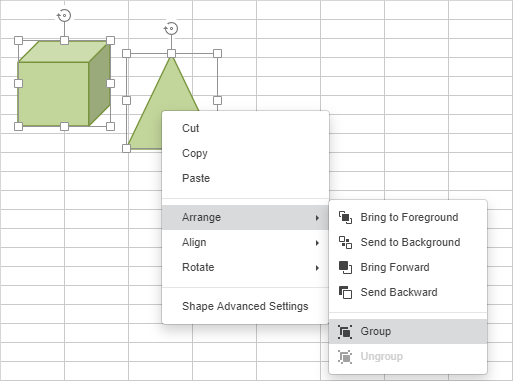 Cut
Copy
Paste
Arrange
Align
Rotate
Shape Advanced Settings
Bring to Foreground
Send to Background
Bring Forward
Send Backward
Group
Ungroup